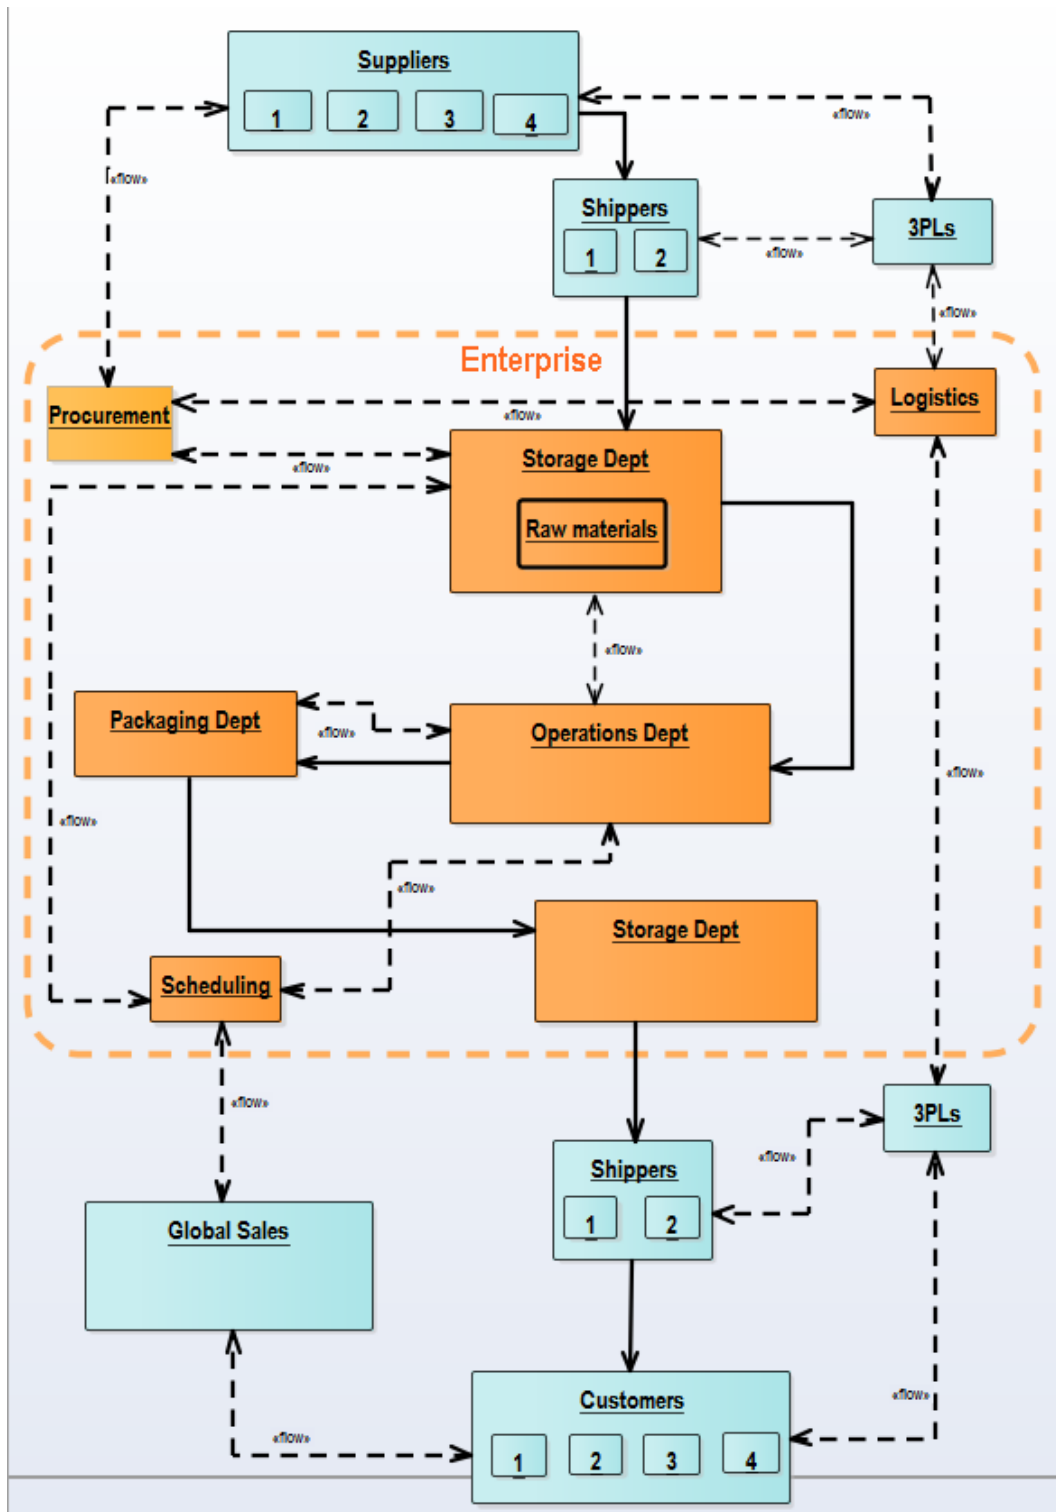 Suppliers
1 2 3 4
«flow»
«flow»
Shippers
1 2
3PLs
«flow»
«flow»
Enterprise
Procurement
Logistics
«flow»
«flow»
Storage Dept
Raw materials
«flow»
Packaging Dept
«flow»
Operations Dept
«flow»
«flow»
«flow»
Storage Dept
Scheduling
«flow»
3PLs
«flow»
Shippers
1 2
Global Sales
«flow»
«flow»
Customers
1 2 3 4